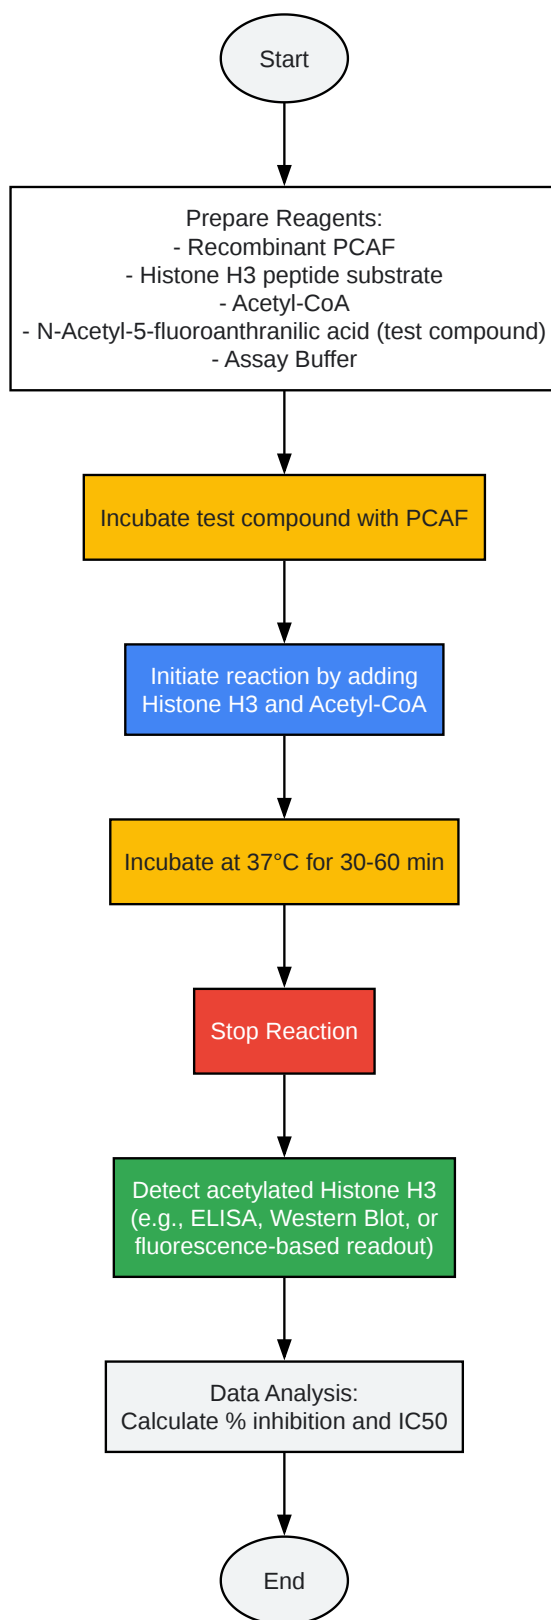 Start
Prepare Reagents:
- Recombinant PCAF
- Histone H3 peptide substrate
- Acetyl-CoA
- N-Acetyl-5-fluoroanthranilic acid (test compound)
- Assay Buffer
Incubate test compound with PCAF
Initiate reaction by adding
Histone H3 and Acetyl-CoA
Incubate at 37°C for 30-60 min
Stop Reaction
Detect acetylated Histone H3
(e.g., ELISA, Western Blot, or
fluorescence-based readout)
Data Analysis:
Calculate % inhibition and IC50
End